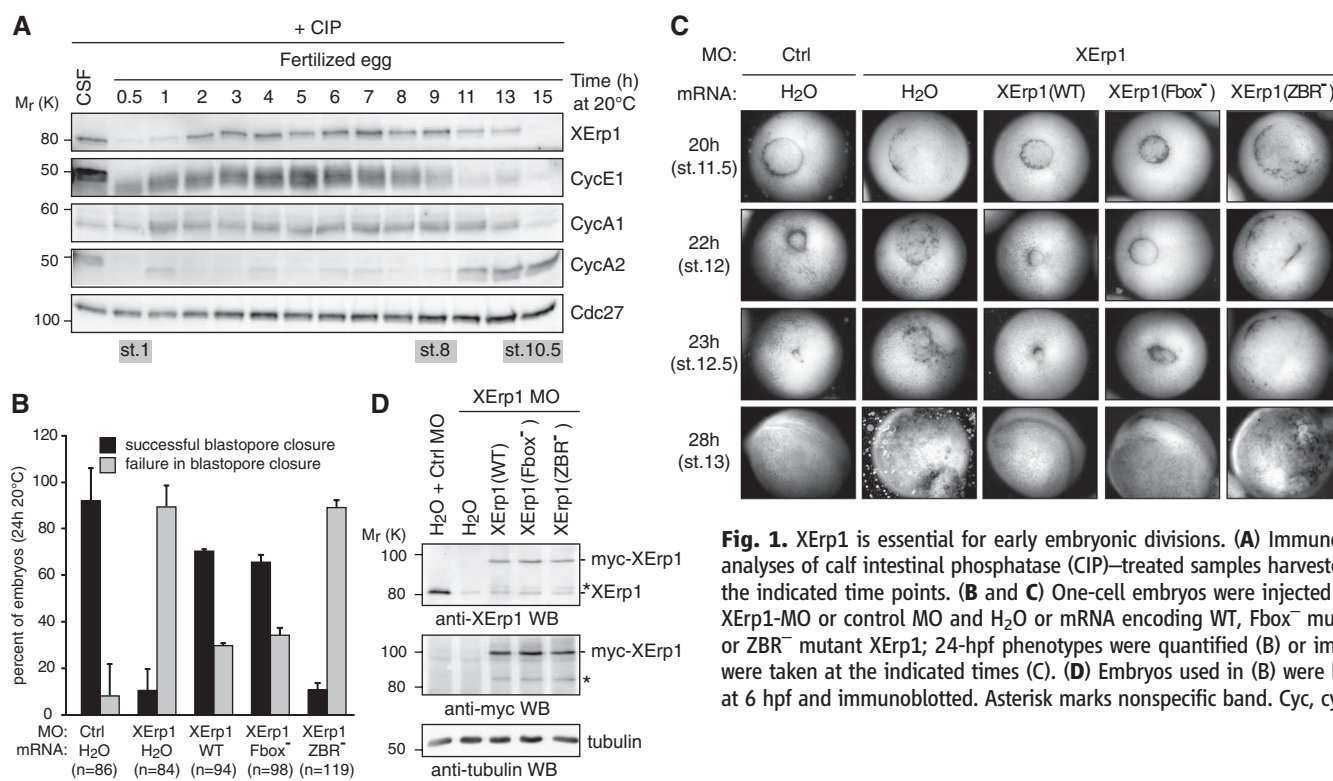 A
+ CIP
Fertilized egg
CSF
0.5 1 2 3 4 5 6 7 8 9 11 13 15
Time (h)
at 20°C
Mr (K)
80
XErp1
50
CycE1
60
CycA1
50
CycA2
100
Cdc27
st.1
st.8
st.10.5
B
percent of embryos (24h 20°C)
120
100
80
60
40
20
0
successful blastopore closure
failure in blastopore closure
MO: Ctrl XErp1 XErp1 XErp1 XErp1
mRNA: H2O H2O WT Fbox- ZBR-
(n=86) (n=84) (n=94) (n=98) (n=119)
D
XErp1 MO
H2O + Ctrl MO
H2O
XErp1(WT)
XErp1(Fbox-)
XErp1(ZBR-)
Mr (K)
100
myc-XErp1
80
*XErp1
anti-XErp1 WB
100
myc-XErp1
80
*
anti-myc WB
50
tubulin
anti-tubulin WB
C
MO: Ctrl XErp1
mRNA: H2O H2O XErp1(WT) XErp1(Fbox-) XErp1(ZBR-)
20h
(st.11.5)
22h
(st.12)
23h
(st.12.5)
28h
(st.13)
Fig. 1. XErp1 is essential for early embryonic divisions. (A)
analyses of calf intestinal phosphatase (CIP)–treated samples
the indicated time points. (B and C) One-cell embryos were injected
XErp1-MO or control MO and H2O or mRNA encoding WT, Fbox−
or ZBR− mutant XErp1; 24-hpf phenotypes were quantified (B) or
were taken at the indicated times (C). (D) Embryos used in (B) were
at 6 hpf and immunoblotted. Asterisk marks nonspecific band. Cyc,